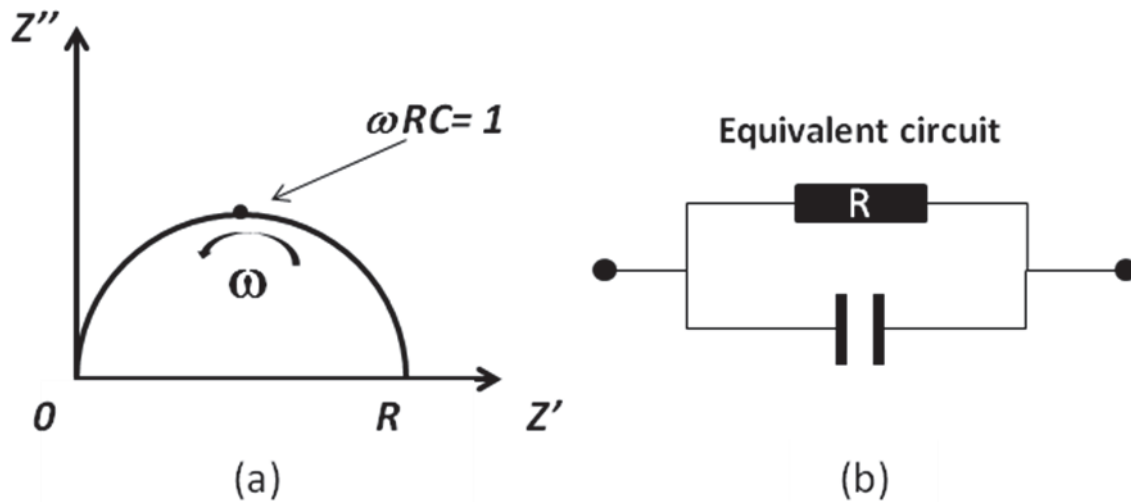 Z''
ωRC= 1
ω
0
R
Z'
(a)
Equivalent circuit
R
(b)